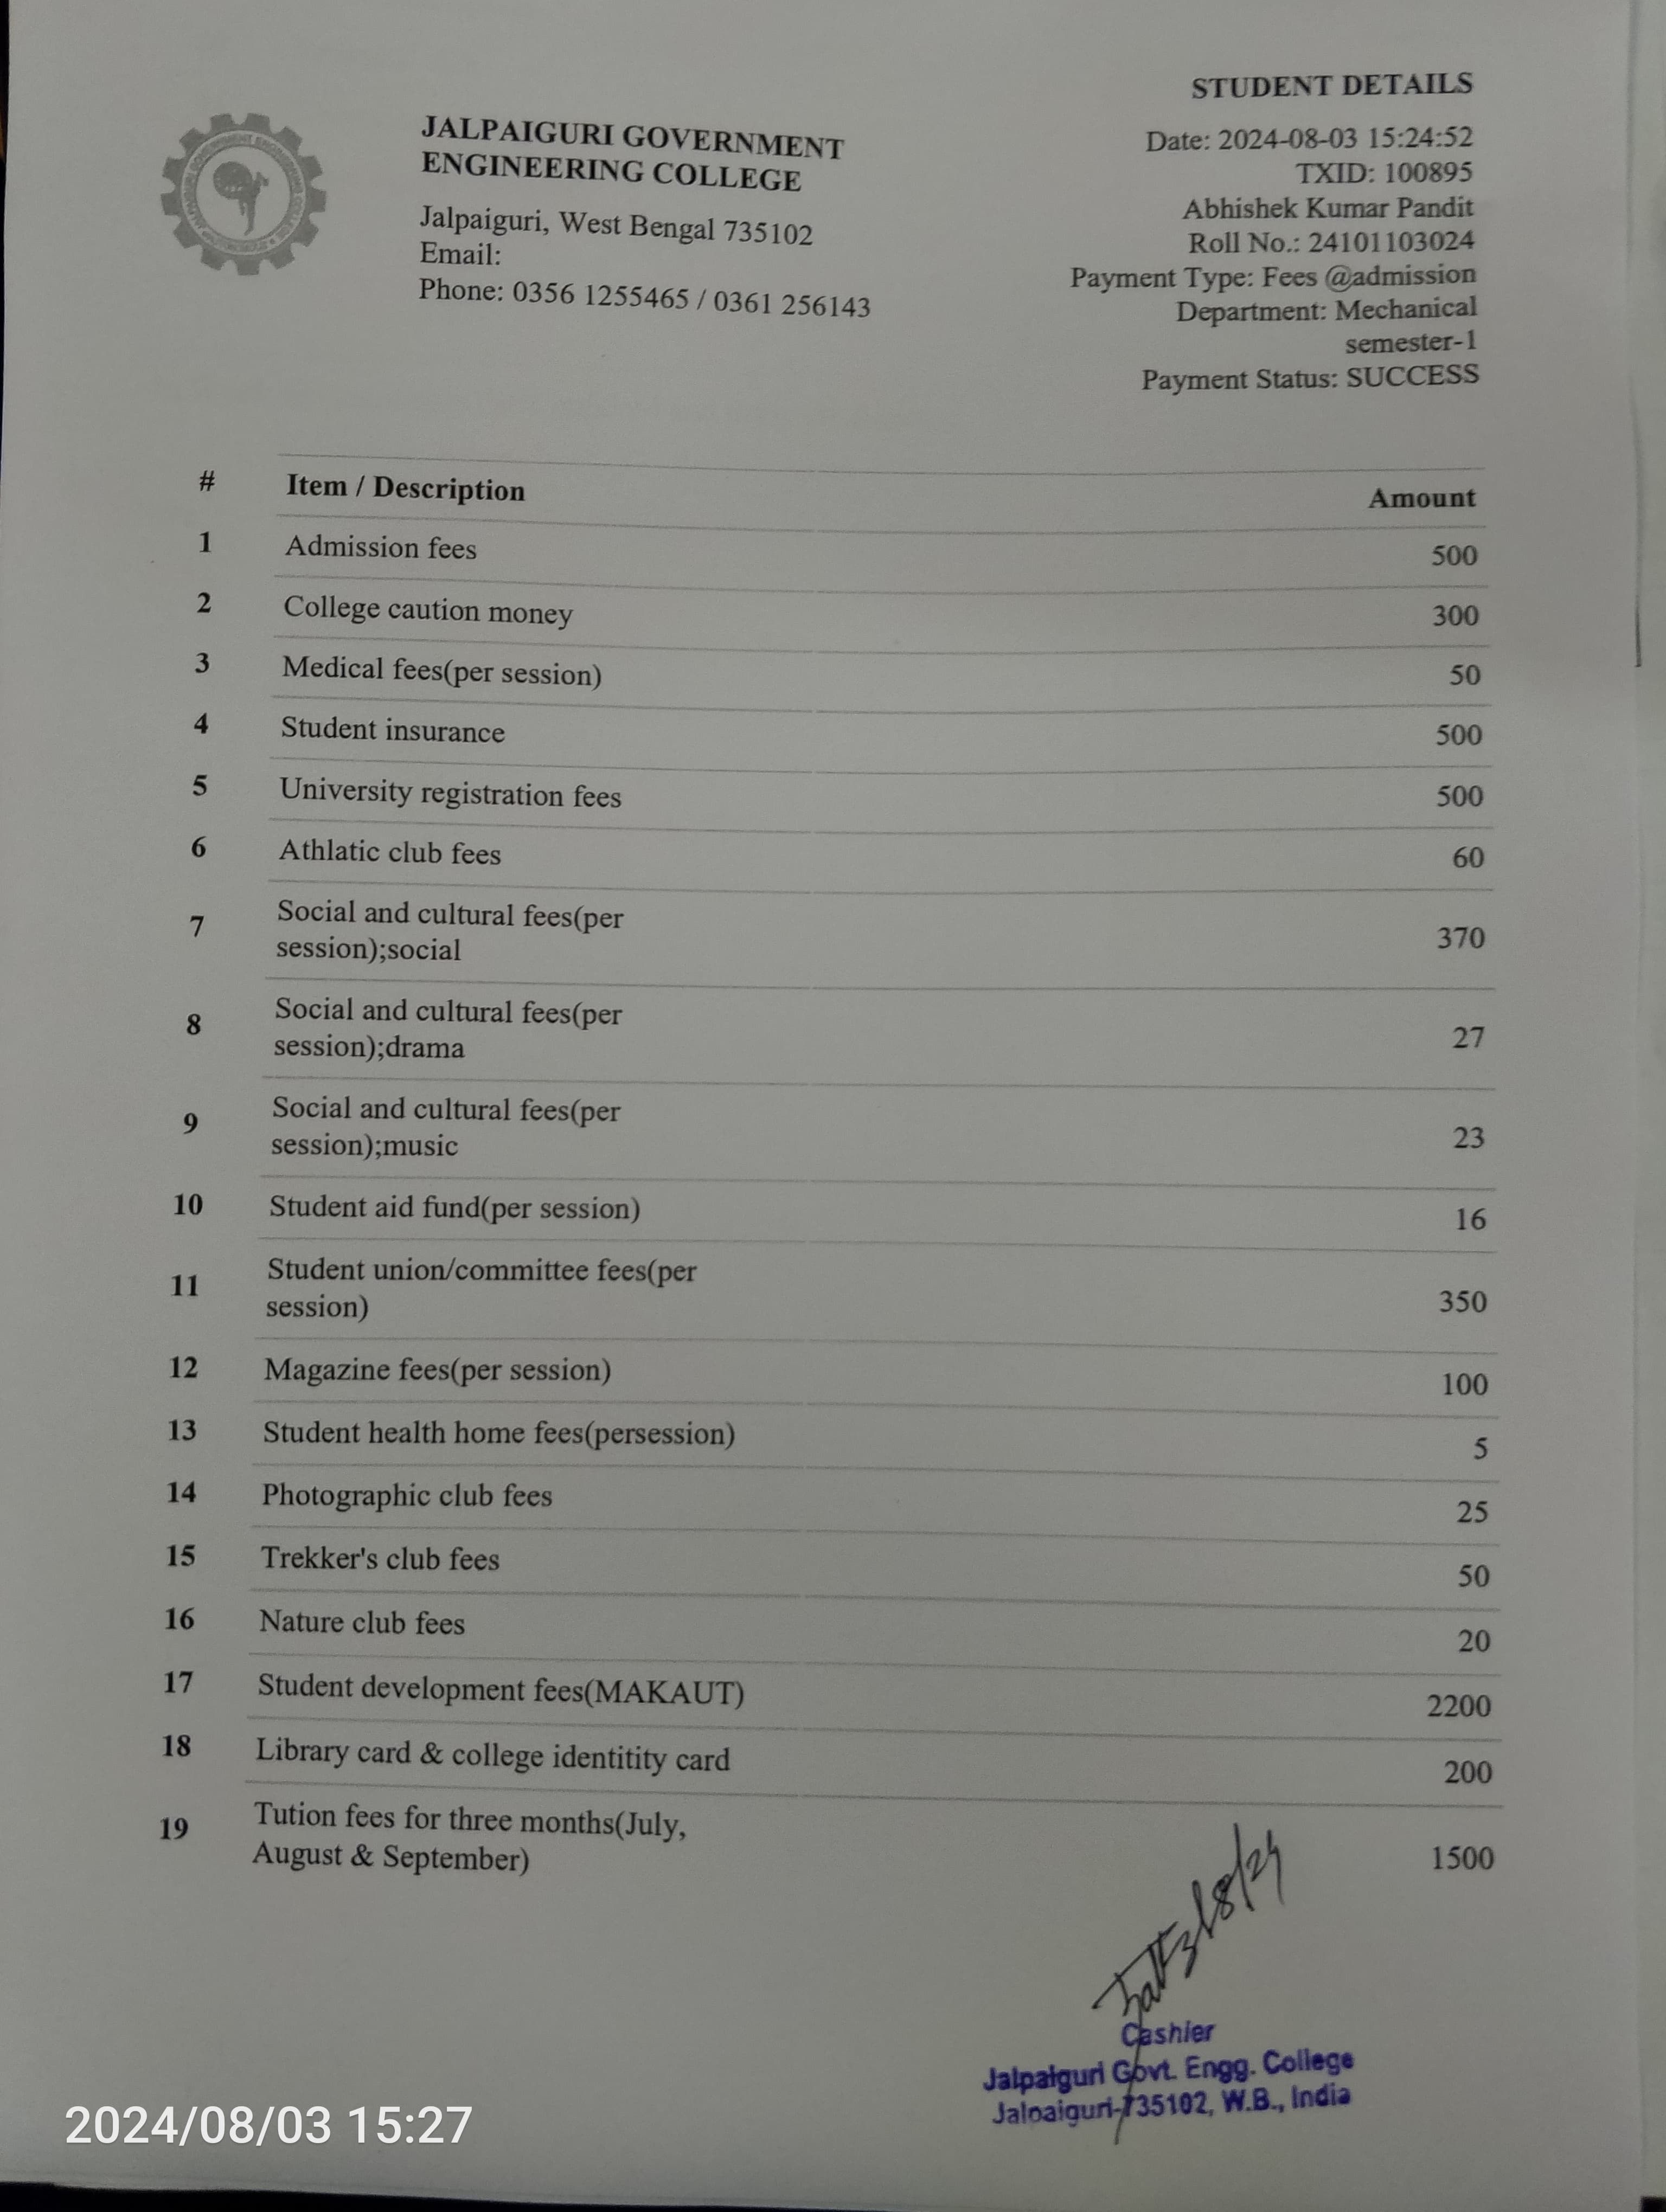 JALPAIGURI GOVERNMENT
ENGINEERING COLLEGE
Jalpaiguri, West Bengal 735102
Email:
Phone: 0356 1255465 / 0361 256143
STUDENT DETAILS
Date: 2024-08-03 15:24:52
TXID: 100895
Abhishek Kumar Pandit
Roll No.: 24101103024
Payment Type: Fees @admission
Department: Mechanical
semester-1
Payment Status: SUCCESS
# Item / Description Amount
1 Admission fees 500
2 College caution money 300
3 Medical fees(per session) 50
4 Student insurance 500
5 University registration fees 500
6 Athlatic club fees 60
7 Social and cultural fees(per
session);social 370
8 Social and cultural fees(per
session);drama 27
9 Social and cultural fees(per
session);music 23
10 Student aid fund(per session) 16
11 Student union/committee fees(per
session) 350
12 Magazine fees(per session) 100
13 Student health home fees(persession) 5
14 Photographic club fees 25
15 Trekker's club fees 50
16 Nature club fees 20
17 Student development fees(MAKAUT) 2200
18 Library card & college identitity card 200
19 Tution fees for three months(July,
August & September) 1500
3/8/24
Cashier
Jalpaiguri Govt. Engg. College
Jalpaiguri-735102, W.B., India
2024/08/03 15:27